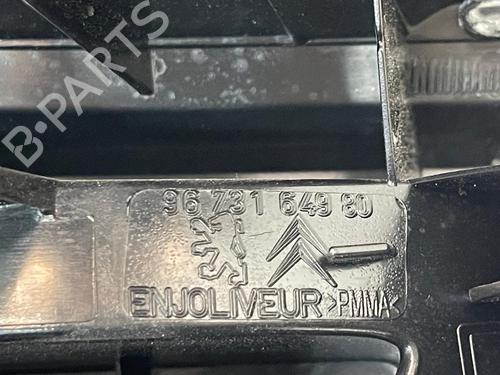 B-PARTS
96 731 649 80
ENJOLIVEUR >PMMA<